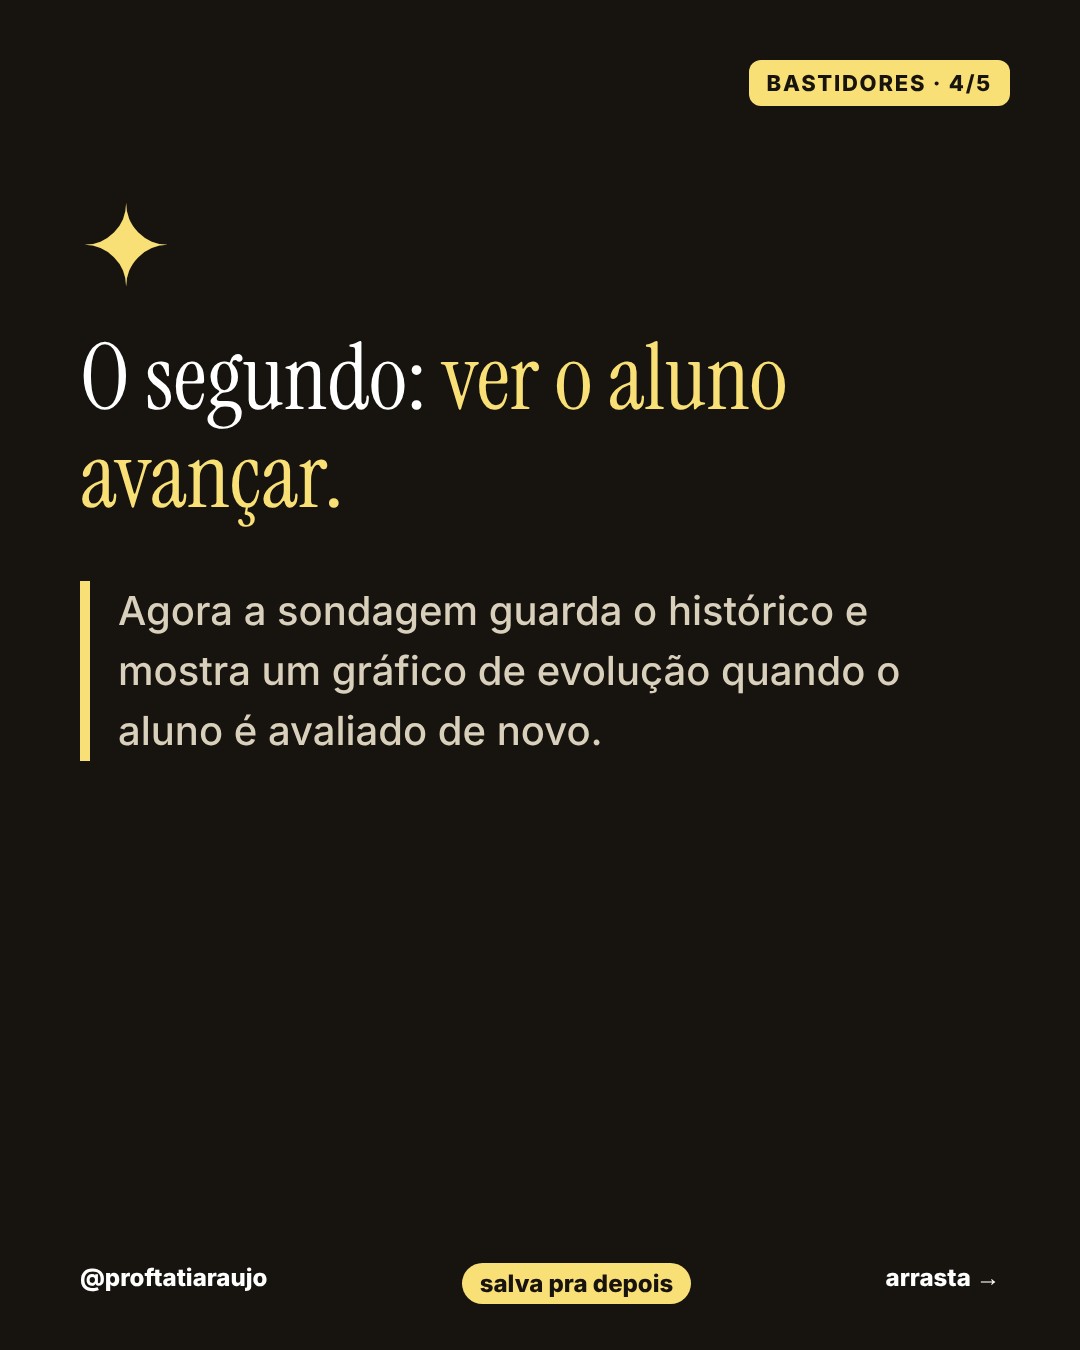 BASTIDORES · 4/5
O segundo: ver o aluno
avançar.
Agora a sondagem guarda o histórico e
mostra um gráfico de evolução quando o
aluno é avaliado de novo.
@proftatiaraujo
salva pra depois
arrasta →